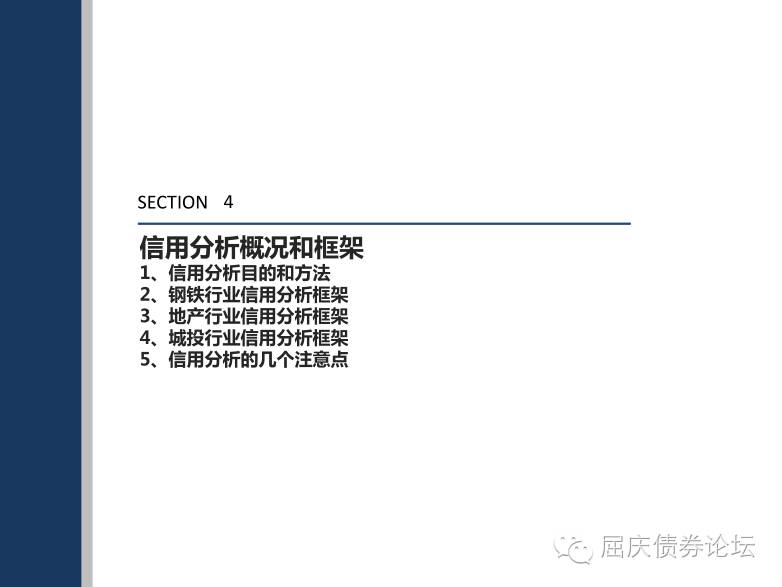 SECTION 4
信用分析概况和框架
1、信用分析目的和方法
2、钢铁行业信用分析框架
3、地产行业信用分析框架
4、城投行业信用分析框架
5、信用分析的几个注意点
屈庆债券论坛